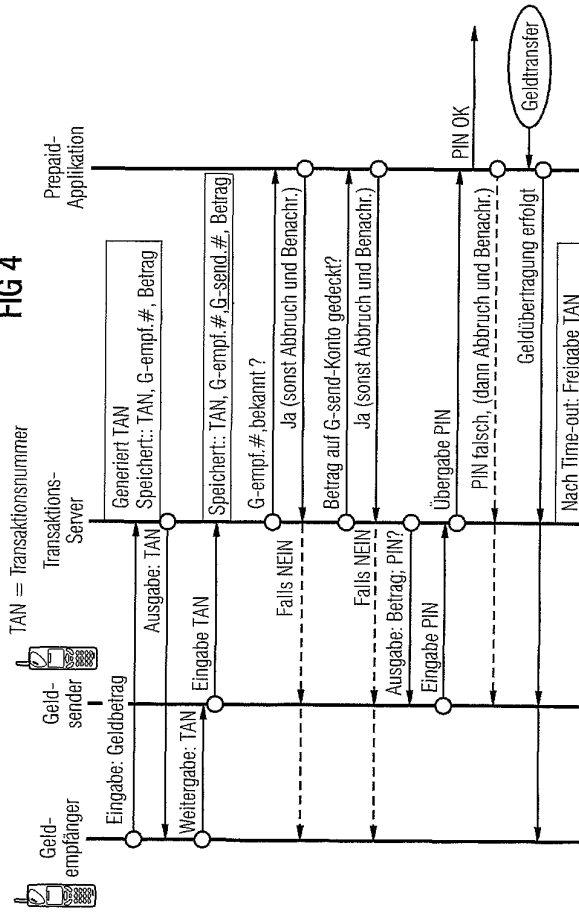 FIG 4
TAN = Transaktionsnummer
Geld-
empfänger
Geld-
sender
Transaktions-
Server
Prepaid-
Applikation
Eingabe: Geldbetrag
Generiert TAN
Speichert:: TAN, G-empf.#, Betrag
Ausgabe: TAN
Weitergabe: TAN
Eingabe TAN
Speichert:: TAN, G-empf.#,G-send.#, Betrag
G-empf.#,bekannt ?
Ja (sonst Abbruch und Benachr.)
Falls NEIN
Betrag auf G-send-Konto gedeckt?
Ja (sonst Abbruch und Benachr.)
Falls NEIN
Ausgabe: Betrag; PIN?
Eingabe PIN
Übergabe PIN
PIN OK
PIN falsch, (dann Abbruch und Benachr.)
Geldtransfer
Geldübertragung erfolgt
Nach Time-out: Freigabe TAN